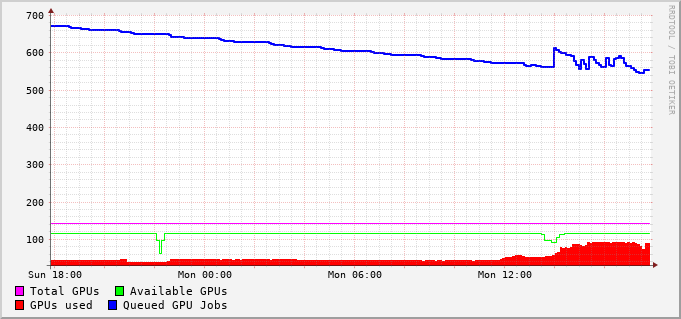 700
600
500
400
300
200
100
Sun 18:00 Mon 00:00 Mon 06:00 Mon 12:00
Total GPUs Available GPUs
GPUs used Queued GPU Jobs
RRDTOOL / TOBI OETIKER